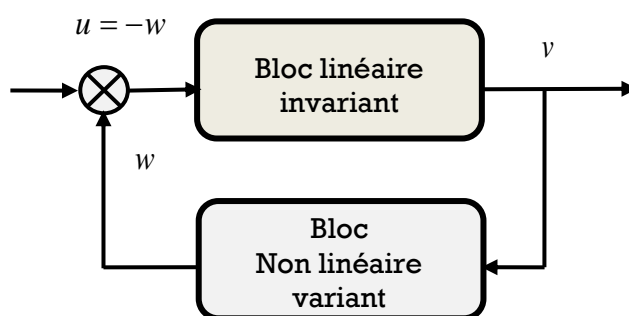 u = −w
Bloc linéaire
invariant
v
w
Bloc
Non linéaire
variant